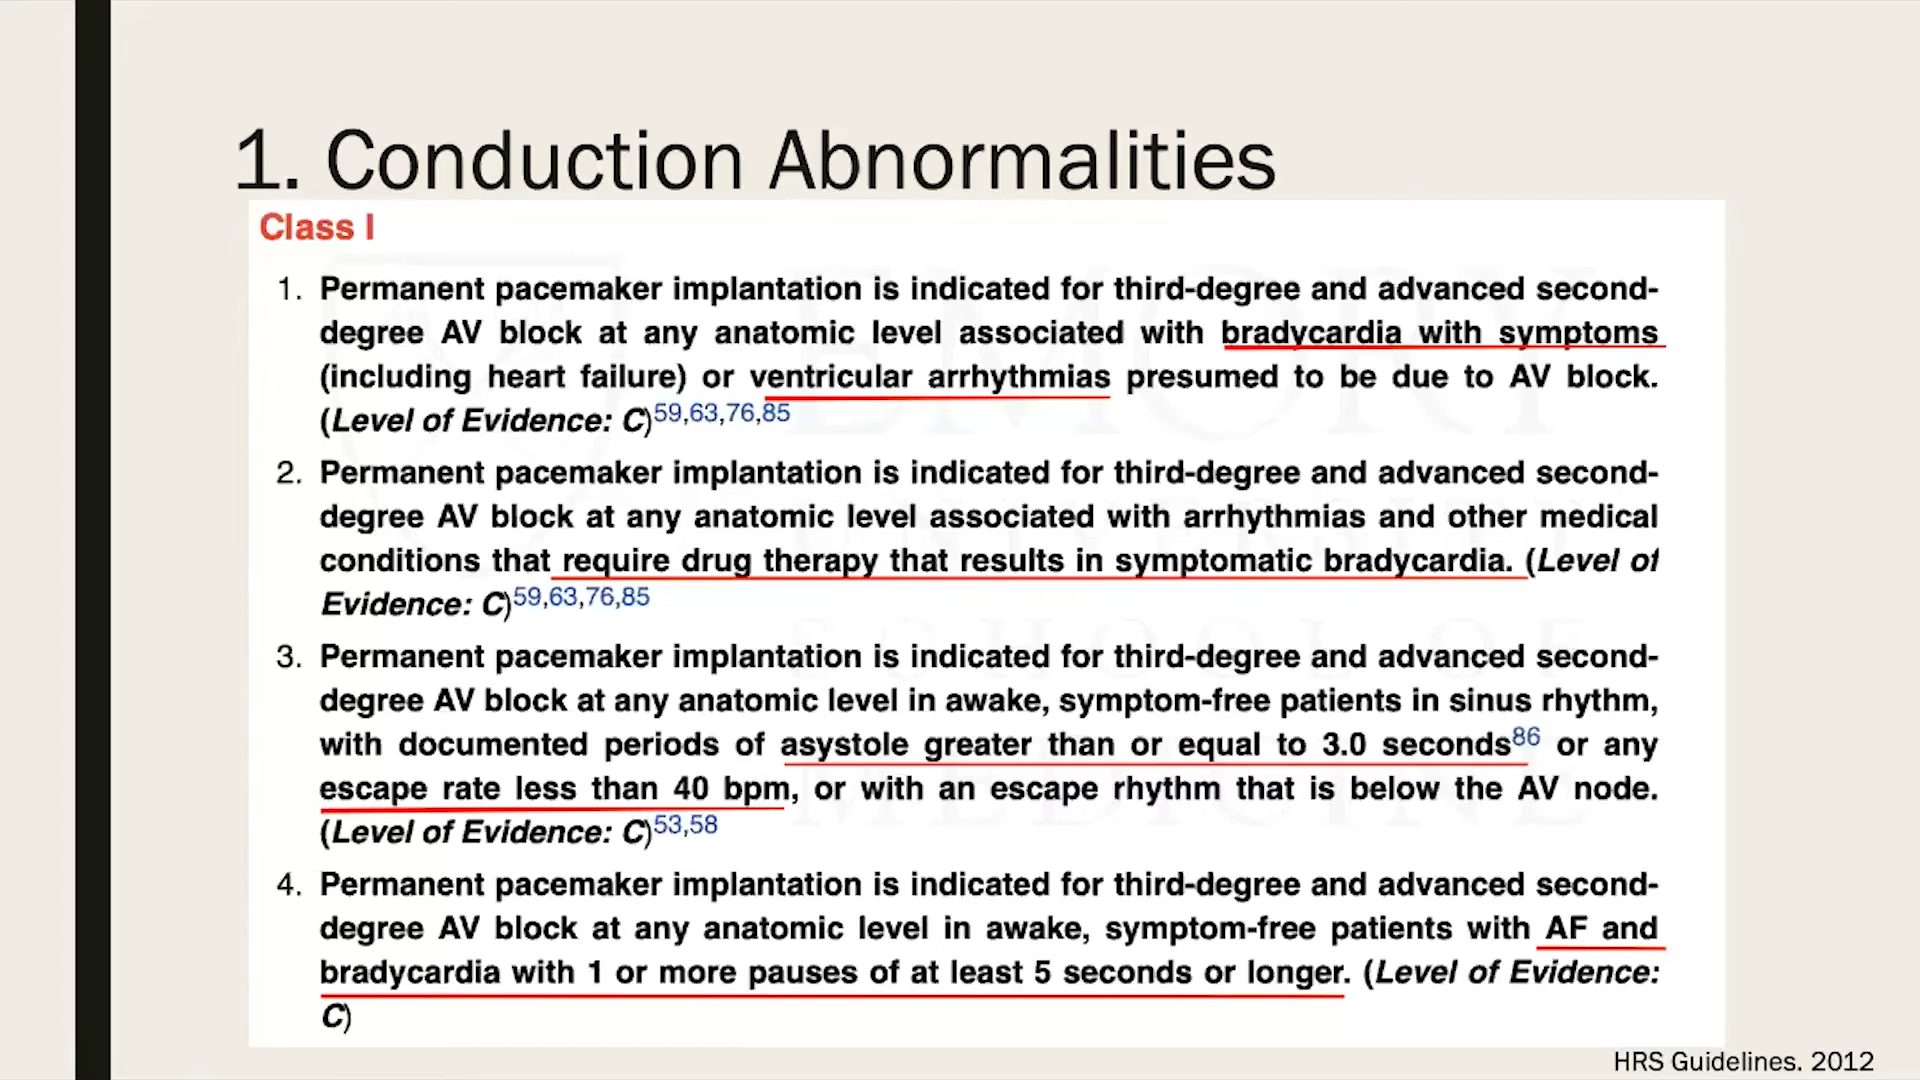 1. Conduction Abnormalities
Class I
1. Permanent pacemaker implantation is indicated for third-degree and advanced second-
degree AV block at any anatomic level associated with bradycardia with symptoms
(including heart failure) or ventricular arrhythmias presumed to be due to AV block.
(Level of Evidence: C)59,63,76,85
2. Permanent pacemaker implantation is indicated for third-degree and advanced second-
degree AV block at any anatomic level associated with arrhythmias and other medical
conditions that require drug therapy that results in symptomatic bradycardia. (Level of
Evidence: C)59,63,76,85
3. Permanent pacemaker implantation is indicated for third-degree and advanced second-
degree AV block at any anatomic level in awake, symptom-free patients in sinus rhythm,
with documented periods of asystole greater than or equal to 3.0 seconds86 or any
escape rate less than 40 bpm, or with an escape rhythm that is below the AV node.
(Level of Evidence: C)53,58
4. Permanent pacemaker implantation is indicated for third-degree and advanced second-
degree AV block at any anatomic level in awake, symptom-free patients with AF and
bradycardia with 1 or more pauses of at least 5 seconds or longer. (Level of Evidence:
C)
HRS Guidelines. 2012
EMORY
UNIVERSITY
SCHOOL OF
MEDICINE